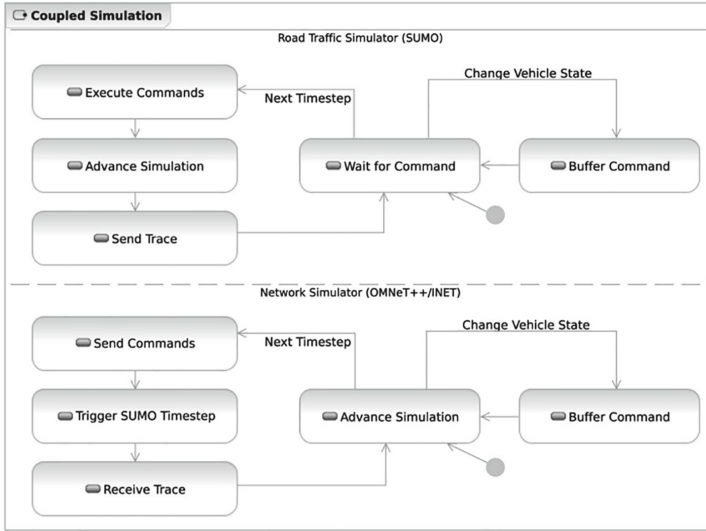 Coupled Simulation
Road Traffic Simulator (SUMO)
Execute Commands
Next Timestep
Change Vehicle State
Advance Simulation
Wait for Command
Buffer Command
Send Trace
Network Simulator (OMNeT++/INET)
Send Commands
Next Timestep
Change Vehicle State
Trigger SUMO Timestep
Advance Simulation
Buffer Command
Receive Trace